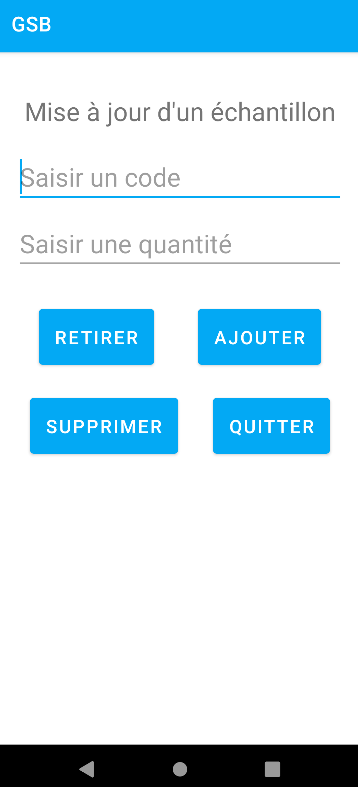 GSB
Mise à jour d'un échantillon
Saisir un code
Saisir une quantité
RETIRER AJOUTER
SUPPRIMER QUITTER